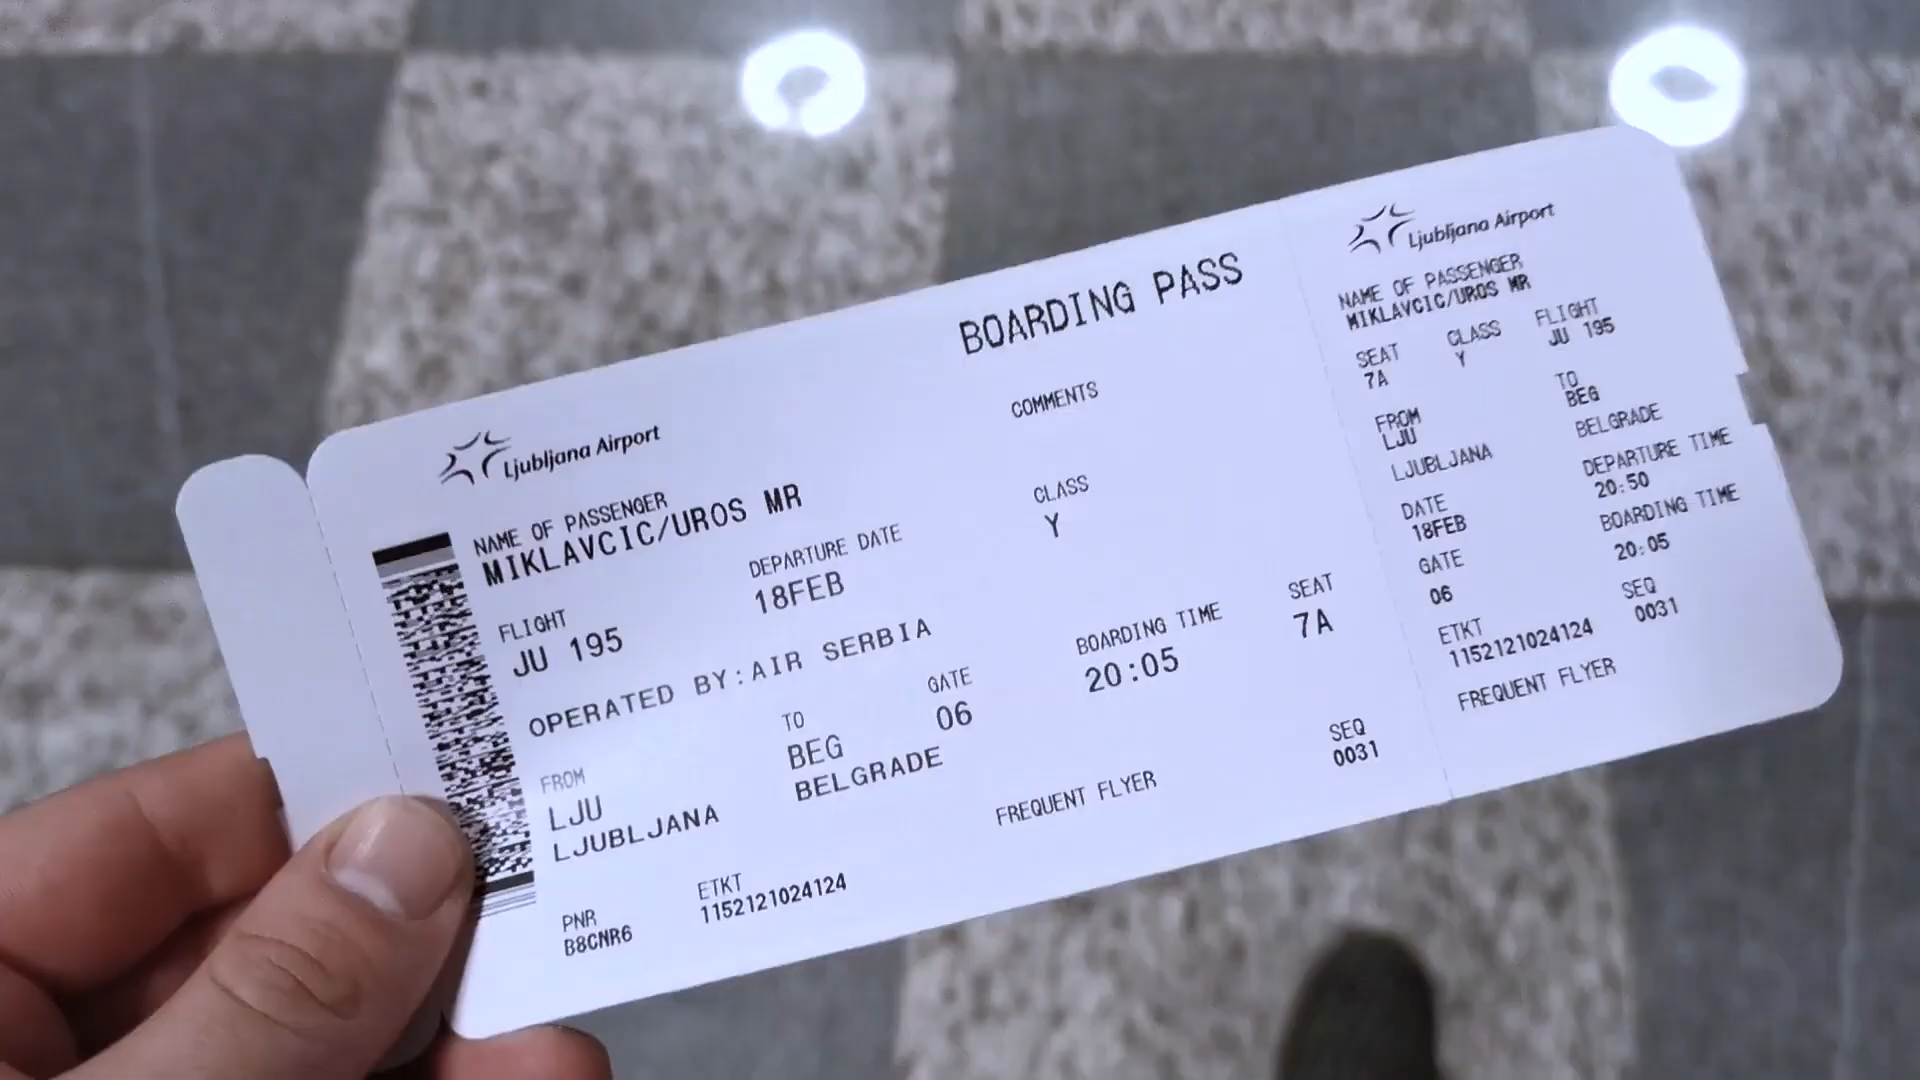 Ljubljana Airport
BOARDING PASS
COMMENTS
NAME OF PASSENGER
MIKLAVCIC/UROS MR
DEPARTURE DATE
18FEB
CLASS
Y
FLIGHT
JU 195
OPERATED BY:AIR SERBIA
FROM
LJU
LJUBLJANA
TO
BEG
BELGRADE
GATE
06
BOARDING TIME
20:05
SEAT
7A
PNR
B8CNR6
ETKT
1152121024124
FREQUENT FLYER
SEQ
0031
Ljubljana Airport
NAME OF PASSENGER
MIKLAVCIC/UROS MR
SEAT
7A
CLASS
Y
FLIGHT
JU 195
FROM
LJU
LJUBLJANA
TO
BEG
BELGRADE
DATE
18FEB
DEPARTURE TIME
20:50
GATE
06
BOARDING TIME
20:05
ETKT
1152121024124
SEQ
0031
FREQUENT FLYER